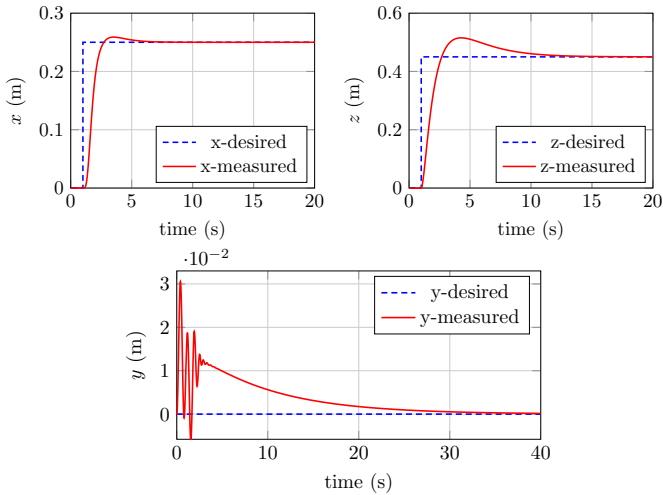 0.3
0.2
0.1
0
x (m)
x-desired
x-measured
0 5 10 15 20
time (s)
0.6
0.4
0.2
0
z (m)
z-desired
z-measured
0 5 10 15 20
time (s)
·10⁻²
3
2
1
0
y (m)
y-desired
y-measured
0 10 20 30 40
time (s)